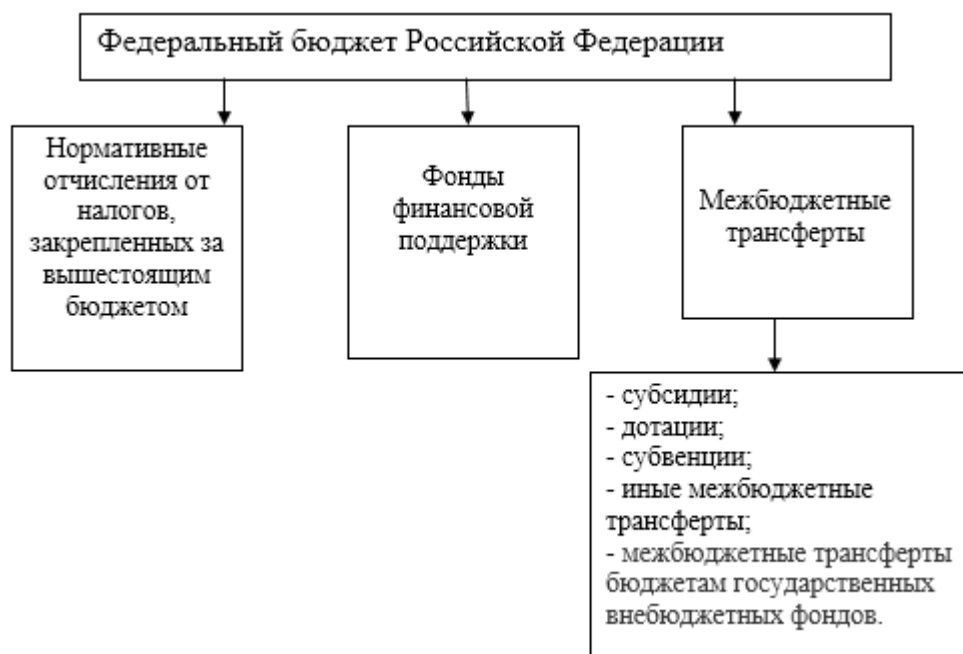 Федеральный бюджет Российской Федерации
Нормативные
отчисления от
налогов,
закрепленных за
вышестоящим
бюджетом
Фонды
финансовой
поддержки
Межбюджетные
трансферты
- субсидии;
- дотации;
- субвенции;
- иные межбюджетные
трансферты;
- межбюджетные трансферты
бюджетам государственных
внебюджетных фондов.